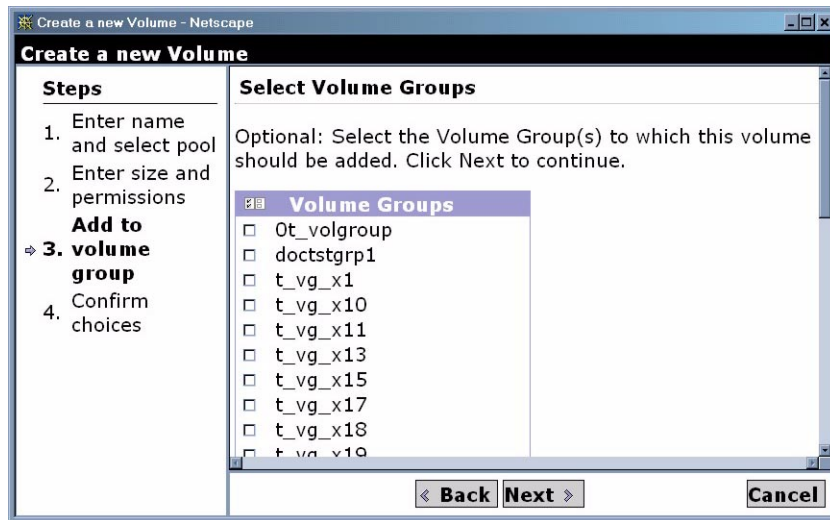 Create a new Volume - Netscape
Create a new Volume
Steps
1. Enter name
and select pool
2. Enter size and
permissions
3. Add to
volume
group
4. Confirm
choices
Select Volume Groups
Optional: Select the Volume Group(s) to which this volume
should be added. Click Next to continue.
Volume Groups
0t_volgroup
doctstgrp1
t_vg_x1
t_vg_x10
t_vg_x11
t_vg_x13
t_vg_x15
t_vg_x17
t_vg_x18
t_vg_x19
« Back Next » Cancel